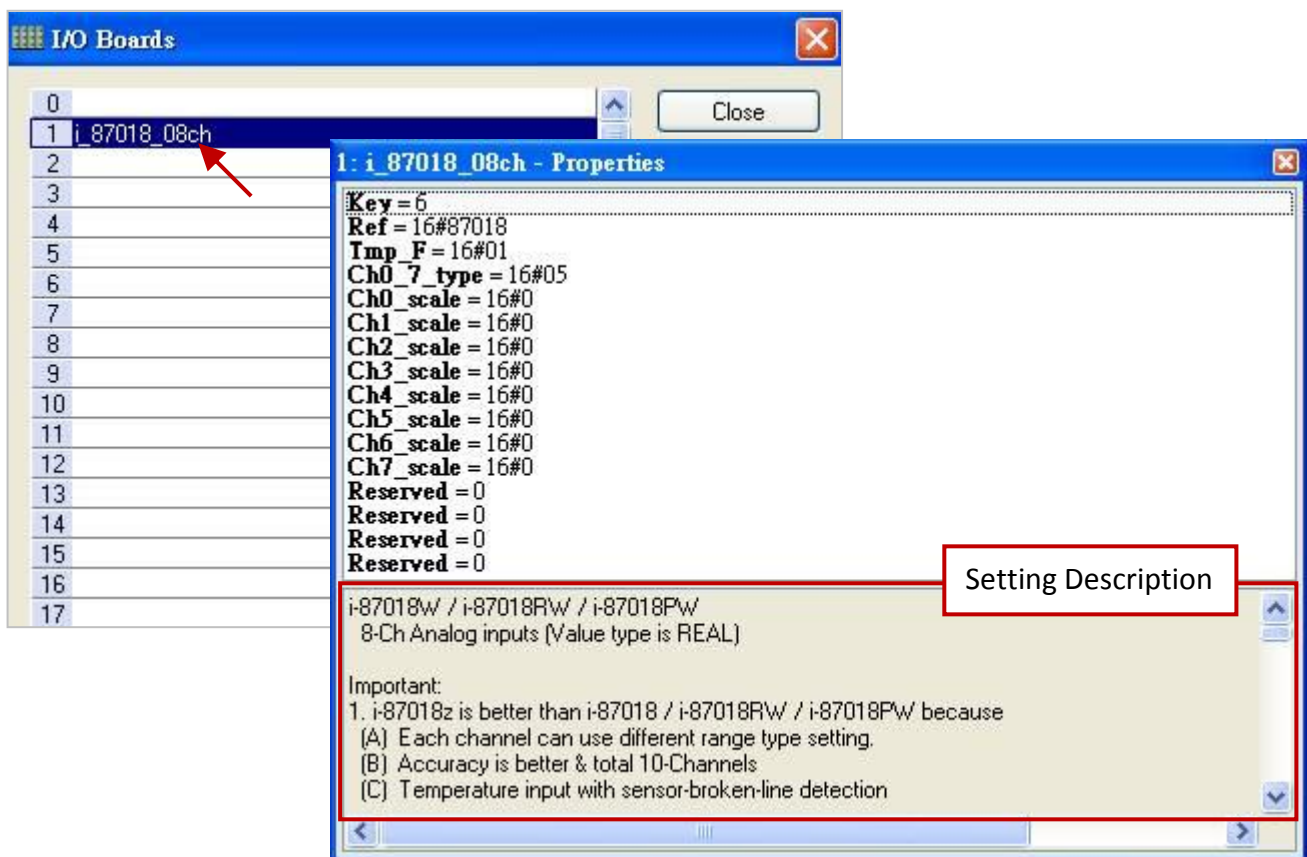 I/O Boards
Close
0
1 i_87018_08ch
2
3
4
5
6
7
8
9
10
11
12
13
14
15
16
17
1: i_87018_08ch - Properties
Key = 6
Ref = 16#87018
Tmp_F = 16#01
Ch0_7_type = 16#05
Ch0_scale = 16#0
Ch1_scale = 16#0
Ch2_scale = 16#0
Ch3_scale = 16#0
Ch4_scale = 16#0
Ch5_scale = 16#0
Ch6_scale = 16#0
Ch7_scale = 16#0
Reserved = 0
Reserved = 0
Reserved = 0
Reserved = 0
Setting Description
i-87018W / i-87018RW / i-87018PW
8-Ch Analog inputs (Value type is REAL)
Important:
1. i-87018z is better than i-87018 / i-87018RW / i-87018PW because
(A) Each channel can use different range type setting.
(B) Accuracy is better & total 10-Channels
(C) Temperature input with sensor-broken-line detection